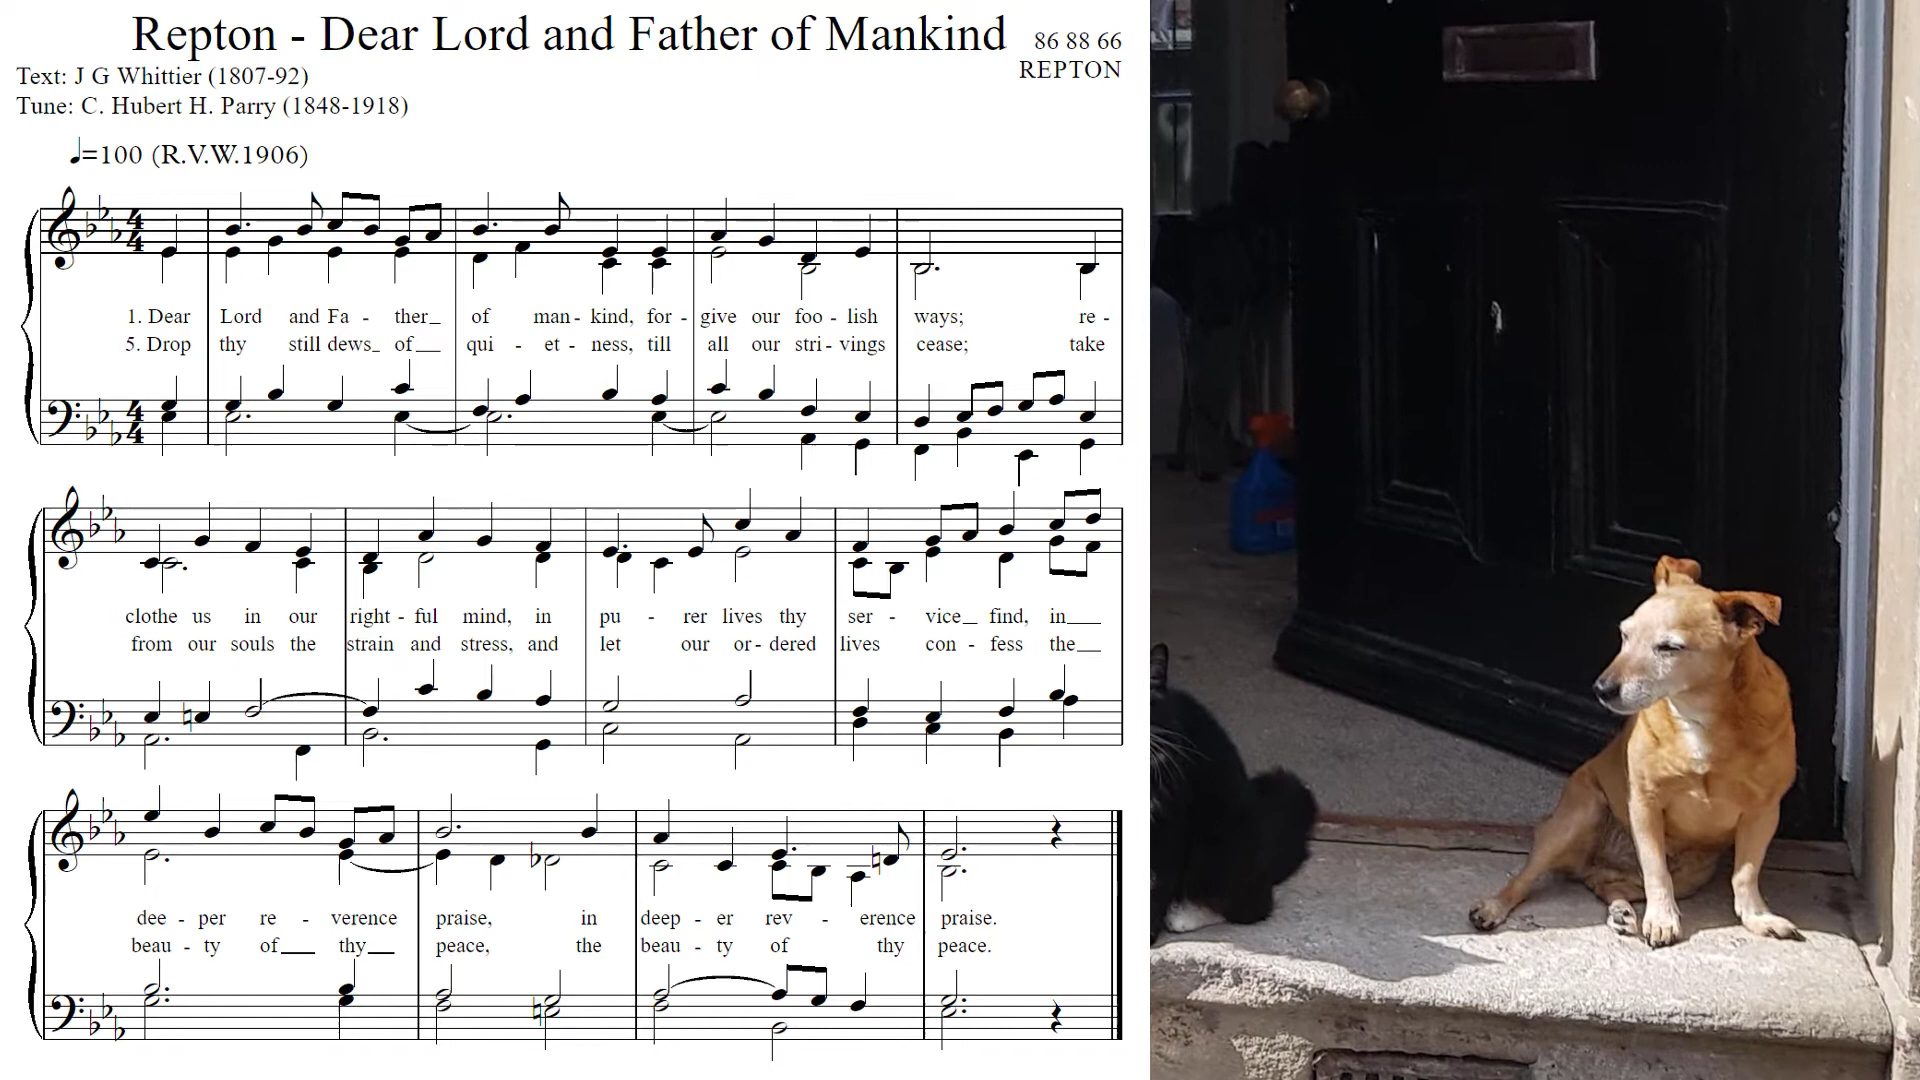 Repton - Dear Lord and Father of Mankind
86 88 66
REPTON
Text: J G Whittier (1807-92)
Tune: C. Hubert H. Parry (1848-1918)
♩=100 (R.V.W.1906)
1. Dear Lord and Fa - ther_ of man - kind, for - give our foo - lish ways; re -
5. Drop thy still dews_ of__ qui - et - ness, till all our stri - vings cease; take
clothe us in our right - ful mind, in pu - rer lives thy ser - vice_ find, in___
from our souls the strain and stress, and let our or - dered lives con - fess the__
dee - per re - verence praise, in deep - er rev - erence praise.
beau - ty of___ thy__ peace, the beau - ty of thy peace.